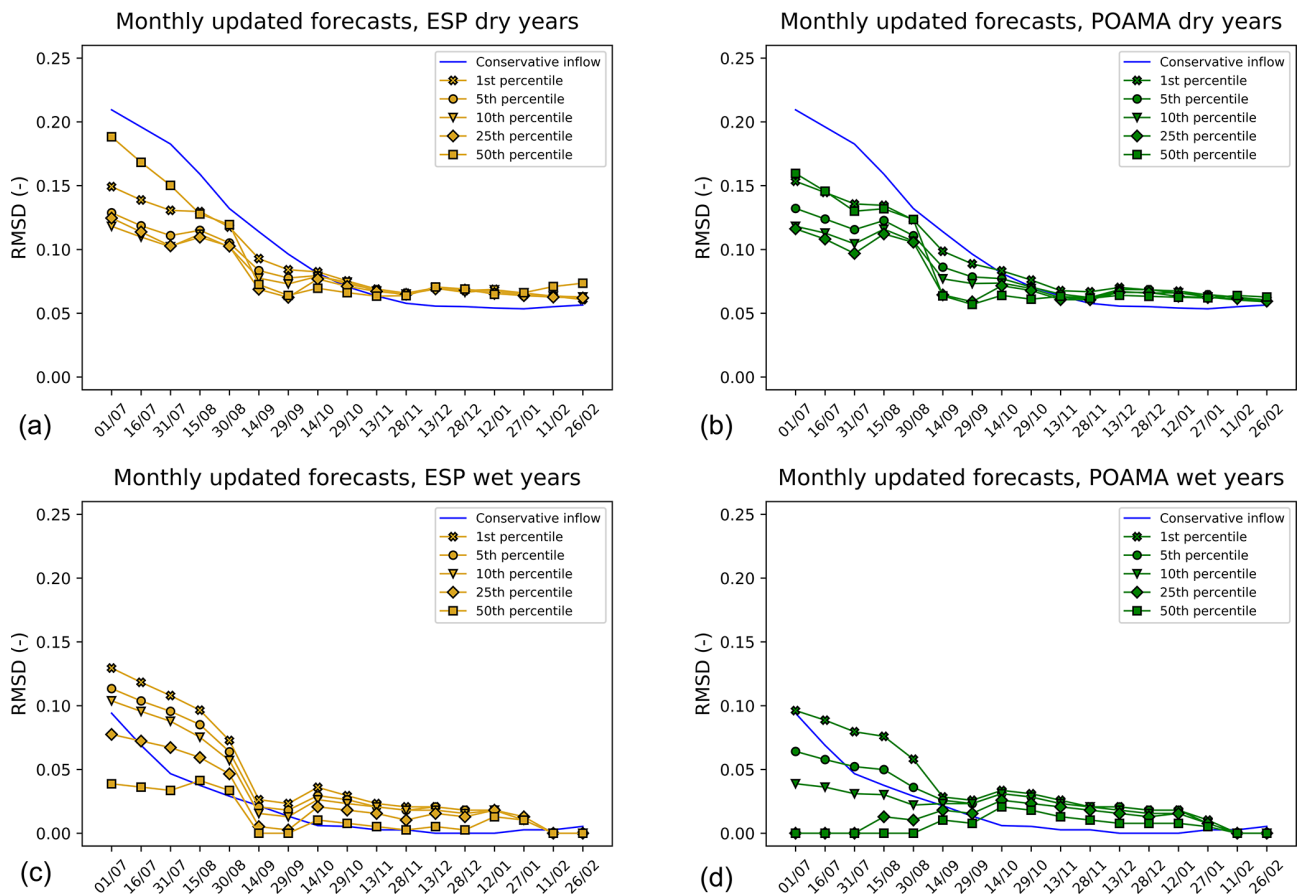 Monthly updated forecasts, ESP dry years
RMSD (-)
0.25
0.20
0.15
0.10
0.05
0.00
Conservative inflow
1st percentile
5th percentile
10th percentile
25th percentile
50th percentile
(a)
01/07
16/07
31/07
15/08
30/08
14/09
29/09
14/10
29/10
13/11
28/11
13/12
28/12
12/01
27/01
11/02
26/02
Monthly updated forecasts, POAMA dry years
RMSD (-)
0.25
0.20
0.15
0.10
0.05
0.00
Conservative inflow
1st percentile
5th percentile
10th percentile
25th percentile
50th percentile
(b)
01/07
16/07
31/07
15/08
30/08
14/09
29/09
14/10
29/10
13/11
28/11
13/12
28/12
12/01
27/01
11/02
26/02
Monthly updated forecasts, ESP wet years
RMSD (-)
0.25
0.20
0.15
0.10
0.05
0.00
Conservative inflow
1st percentile
5th percentile
10th percentile
25th percentile
50th percentile
(c)
01/07
16/07
31/07
15/08
30/08
14/09
29/09
14/10
29/10
13/11
28/11
13/12
28/12
12/01
27/01
11/02
26/02
Monthly updated forecasts, POAMA wet years
RMSD (-)
0.25
0.20
0.15
0.10
0.05
0.00
Conservative inflow
1st percentile
5th percentile
10th percentile
25th percentile
50th percentile
(d)
01/07
16/07
31/07
15/08
30/08
14/09
29/09
14/10
29/10
13/11
28/11
13/12
28/12
12/01
27/01
11/02
26/02